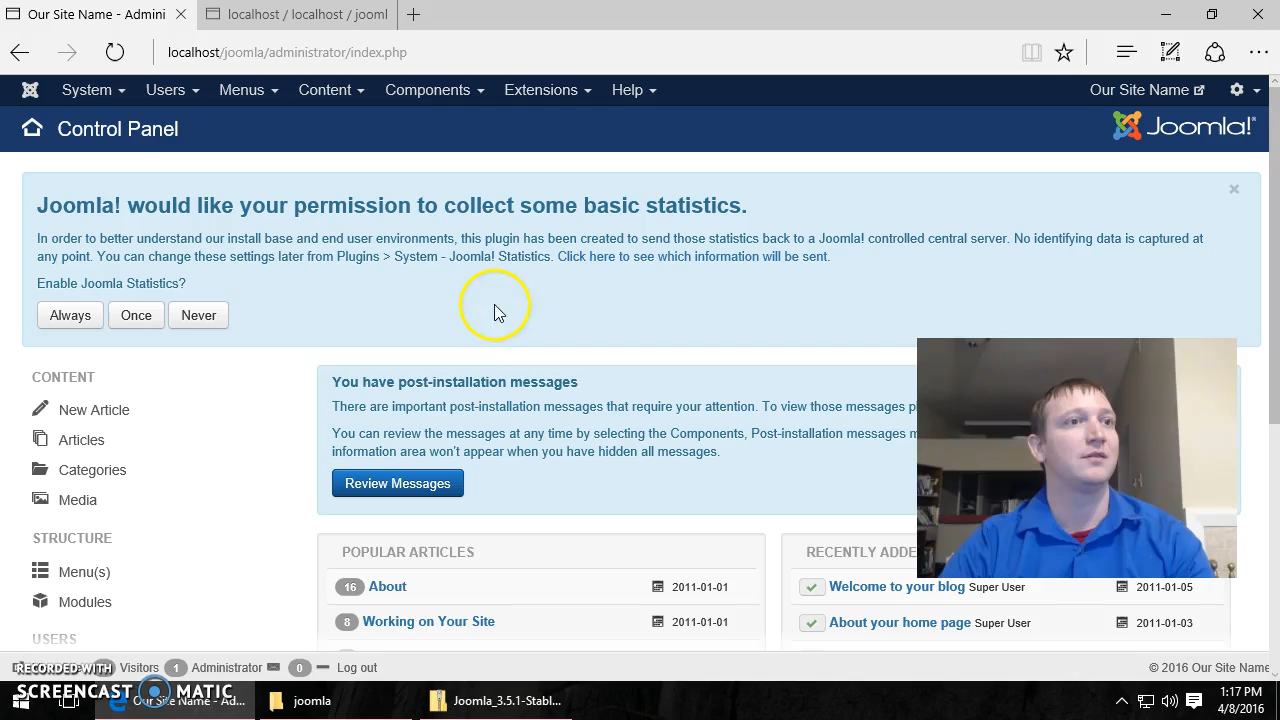 Our Site Name - Admini
localhost / localhost / jooml
localhost/joomla/administrator/index.php
System Users Menus Content Components Extensions Help Our Site Name
Control Panel Joomla!®
Joomla! would like your permission to collect some basic statistics.
In order to better understand our install base and end user environments, this plugin has been created to send those statistics back to a Joomla! controlled central server. No identifying data is captured at
any point. You can change these settings later from Plugins > System - Joomla! Statistics. Click here to see which information will be sent.
Enable Joomla Statistics?
Always Once Never
CONTENT
New Article
Articles
Categories
Media
STRUCTURE
Menu(s)
Modules
USERS
You have post-installation messages
There are important post-installation messages that require your attention. To view those messages
You can review the messages at any time by selecting the Components, Post-installation messages
information area won't appear when you have hidden all messages.
Review Messages
POPULAR ARTICLES
16 About 2011-01-01
8 Working on Your Site 2011-01-01
RECENTLY ADDE
Welcome to your blog Super User 2011-01-05
About your home page Super User 2011-01-03
Visitors 1 Administrator 0 Log out © 2016 Our Site Name
RECORDED WITH
SCREENCAST MATIC
Our Site Name - Ad...
joomla
Joomla_3.5.1-Stabl...
1:17 PM
4/8/2016